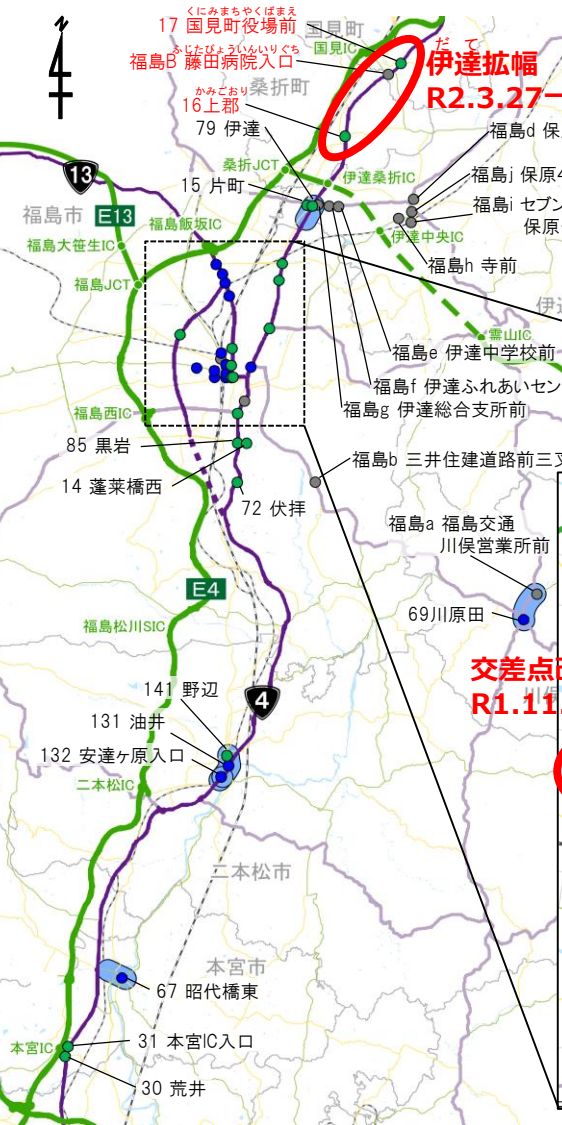 くにみまちやくばまえ
17 国見町役場前
国見町
国見IC
ふじたびょういんいりぐち
福島B 藤田病院入口
だて
伊達拡幅
R2.3.27
桑折町
かみごおり
16上郡
79 伊達
福島d 保
13
桑折JCT
伊達桑折IC
15 片町
福島j 保原
福島市
E13
福島飯坂IC
福島i セブン
保原
福島大笹生IC
伊達中央IC
福島h 寺前
福島JCT
伊達
霊山IC
福島e 伊達中学校前
福島f 伊達ふれあいセン
福島西IC
福島g 伊達総合支所前
85 黒岩
14 蓬莱橋西
福島b 三井住建道路前三叉
72 伏拝
福島a 福島交通
川俣営業所前
E4
69川原田
福島松川SIC
交差点
川俣
141 野辺
R1.11.
4
131 油井
132 安達ヶ原入口
二本松IC
二本松市
本宮市
67 昭代橋東
31 本宮IC入口
本宮IC
30 荒井